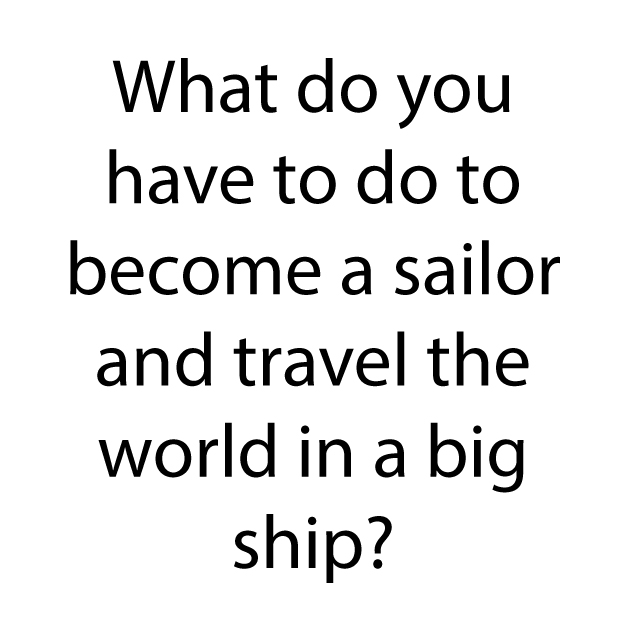 What do you
have to do to
become a sailor
and travel the
world in a big
ship?